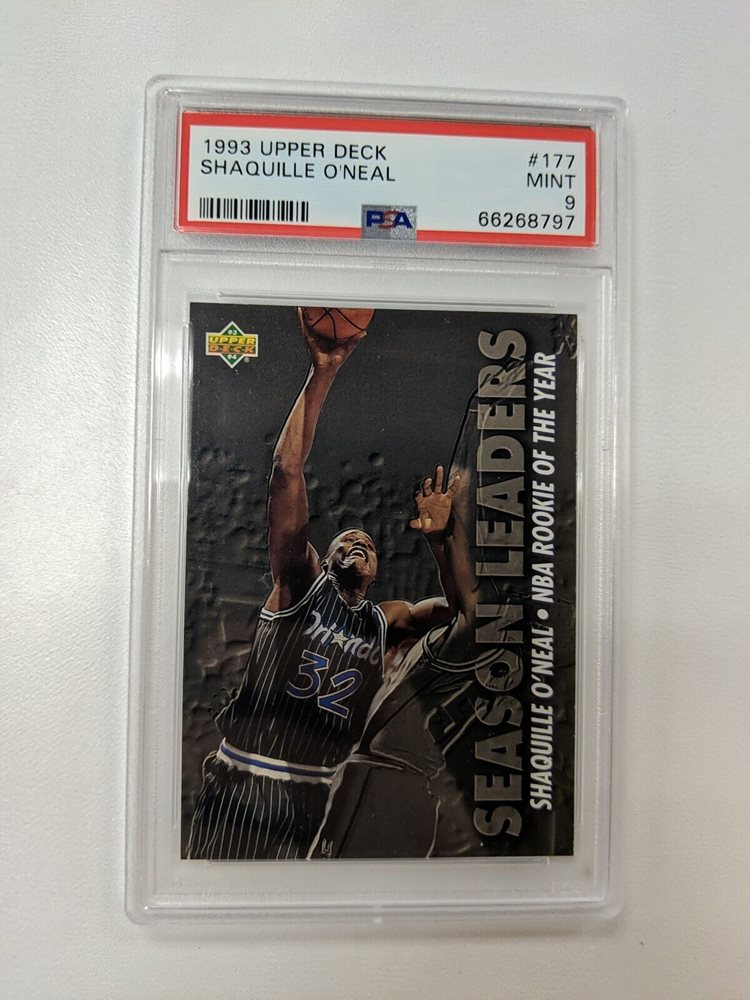 1993 UPPER DECK
SHAQUILLE O'NEAL
#177
MINT
9
66268797
PSA
93
UPPER
DECK
94
®
SEASON LEADERS
SHAQUILLE O'NEAL • NBA ROOKIE OF THE YEAR
Orlando
32